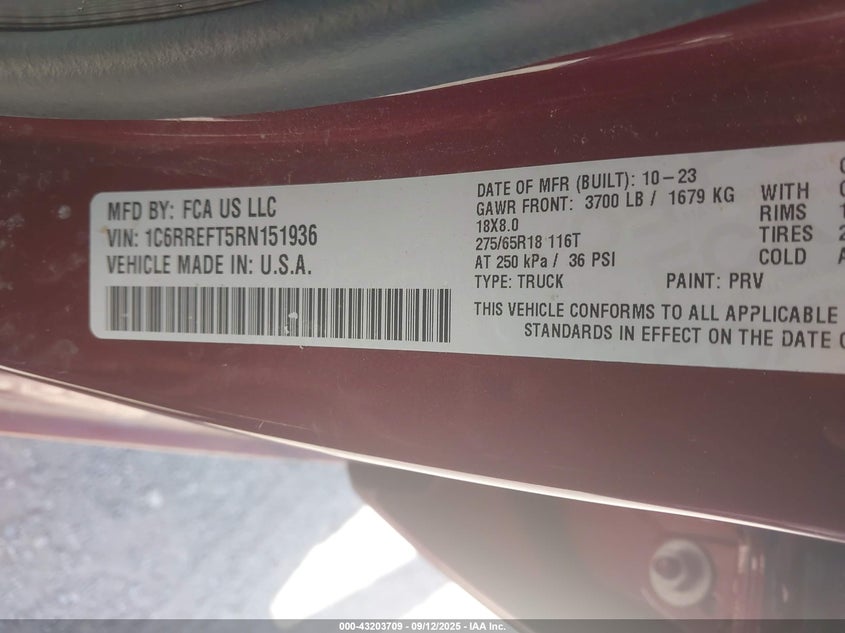 MFD BY: FCA US LLC
VIN: 1C6RREFT5RN151936
VEHICLE MADE IN: U.S.A.
DATE OF MFR (BUILT): 10-23
GAWR FRONT: 3700 LB / 1679 KG
18X8.0
275/65R18 116T
AT 250 kPa / 36 PSI
WITH
RIMS
TIRES
COLD
TYPE: TRUCK PAINT: PRV
THIS VEHICLE CONFORMS TO ALL APPLICABLE
STANDARDS IN EFFECT ON THE DATE
000-43203709 - 09/12/2025 - IAA Inc.